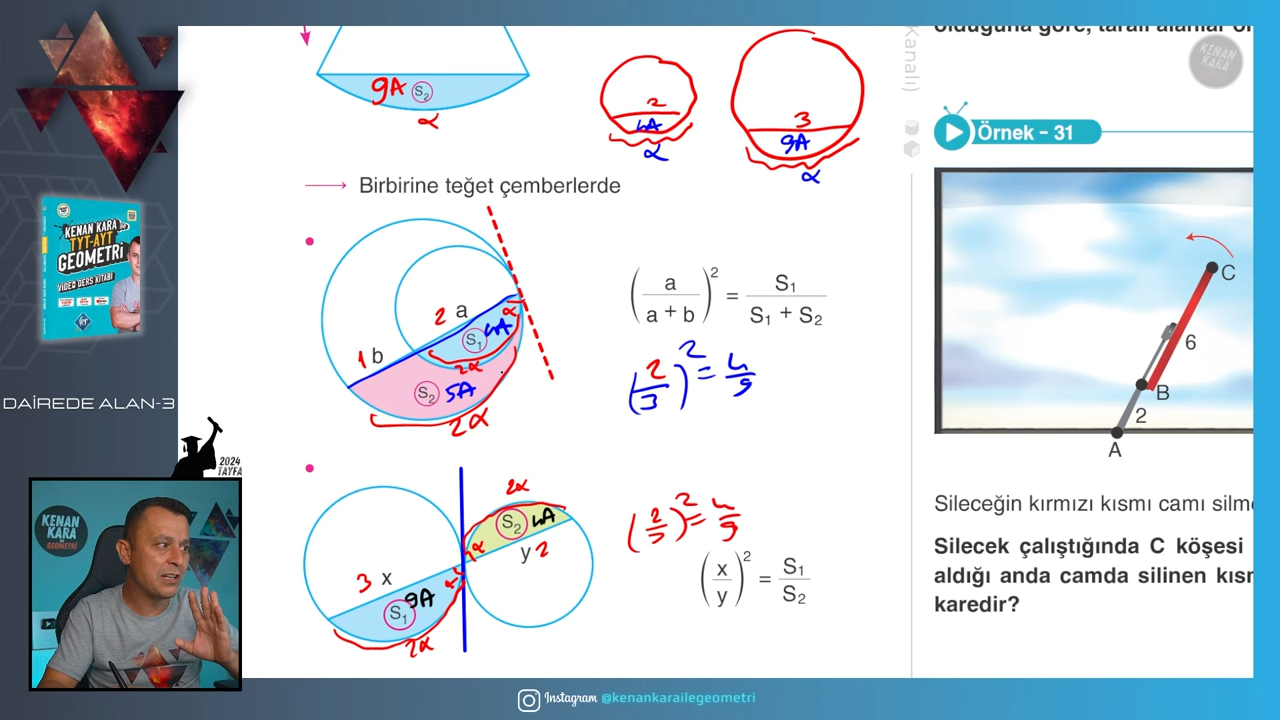 KENAN KARA
TYT-AYT
GEOMETRİ
VİDEO DERS KİTABI
DAİREDE ALAN-3
2024
TAYFA
KENAN
KARA
GEOMETRİ
9A S₂
α
2
4A
α
3
9A
α
→ Birbirine teğet çemberlerde
2 a
α
S₁ 4A
1 b
2α
S₂ 5A
2α
(a / (a + b))² = S₁ / (S₁ + S₂)
(2/3)² = 4/9
2α
S₂ 4A
α
y 2
3 x
α
S₁ 9A
2α
(2/3)² = 4/9
(x / y)² = S₁ / S₂
Kanalı)
olduğuna göre, taralı alanlar
KENAN
KARA
Örnek - 31
C
6
B
2
A
Sileceğin kırmızı kısmı camı
Silecek çalıştığında C köşesi
aldığı anda camda silinen
karedir?
Instagram @kenankarailegeometri